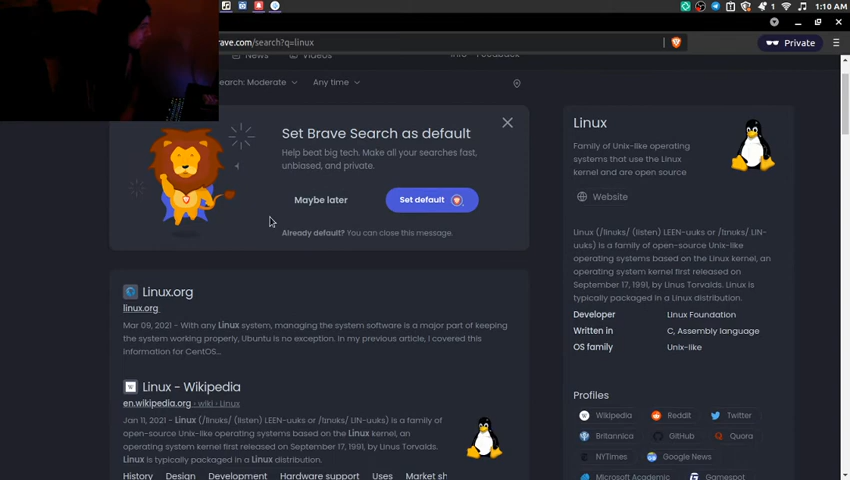 1
1:10 AM
rave.com/search?q=linux
Private
News
Videos
Info
Feedback
earch: Moderate
Any time
Set Brave Search as default
Help beat big tech. Make all your searches fast,
unbiased, and private.
Maybe later
Set default
Already default? You can close this message.
Linux.org
linux.org
Mar 09, 2021 - With any Linux system, managing the system software is a major part of keeping
the system working properly, Ubuntu is no exception. In my previous article, I covered this
information for CentOS...
Linux - Wikipedia
en.wikipedia.org › wiki › Linux
Jan 11, 2021 - Linux (/ˈliːnʊks/ (listen) LEEN-uuks or /ˈlɪnʊks/ LIN-uuks) is a family of
open-source Unix-like operating systems based on the Linux kernel, an
operating system kernel first released on September 17, 1991, by Linus Torvalds.
Linux is typically packaged in a Linux distribution.
History Design Development Hardware support Uses Market sh
Linux
Family of Unix-like operating
systems that use the Linux
kernel and are open source
Website
Linux (/ˈliːnʊks/ (listen) LEEN-uuks or /ˈlɪnʊks/ LIN-
uuks) is a family of open-source Unix-like
operating systems based on the Linux kernel, an
operating system kernel first released on
September 17, 1991, by Linus Torvalds. Linux is
typically packaged in a Linux distribution.
Developer Linux Foundation
Written in C, Assembly language
OS family Unix-like
Profiles
Wikipedia Reddit Twitter
Britannica GitHub Quora
NYTimes Google News
Microsoft Academic Gamespot